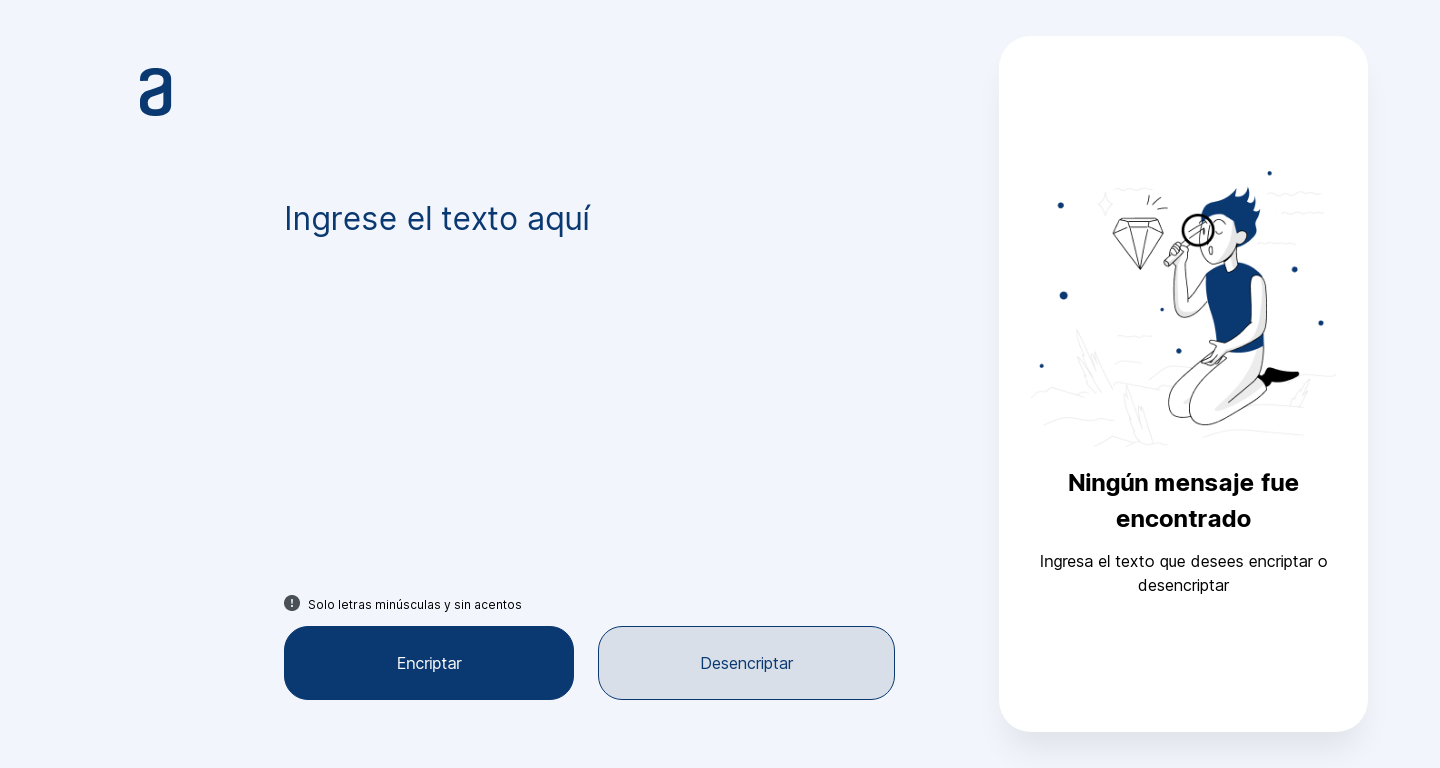 a
Ingrese el texto aquí
Solo letras minúsculas y sin acentos
Encriptar
Desencriptar
Ningún mensaje fue
encontrado
Ingresa el texto que desees encriptar o
desencriptar